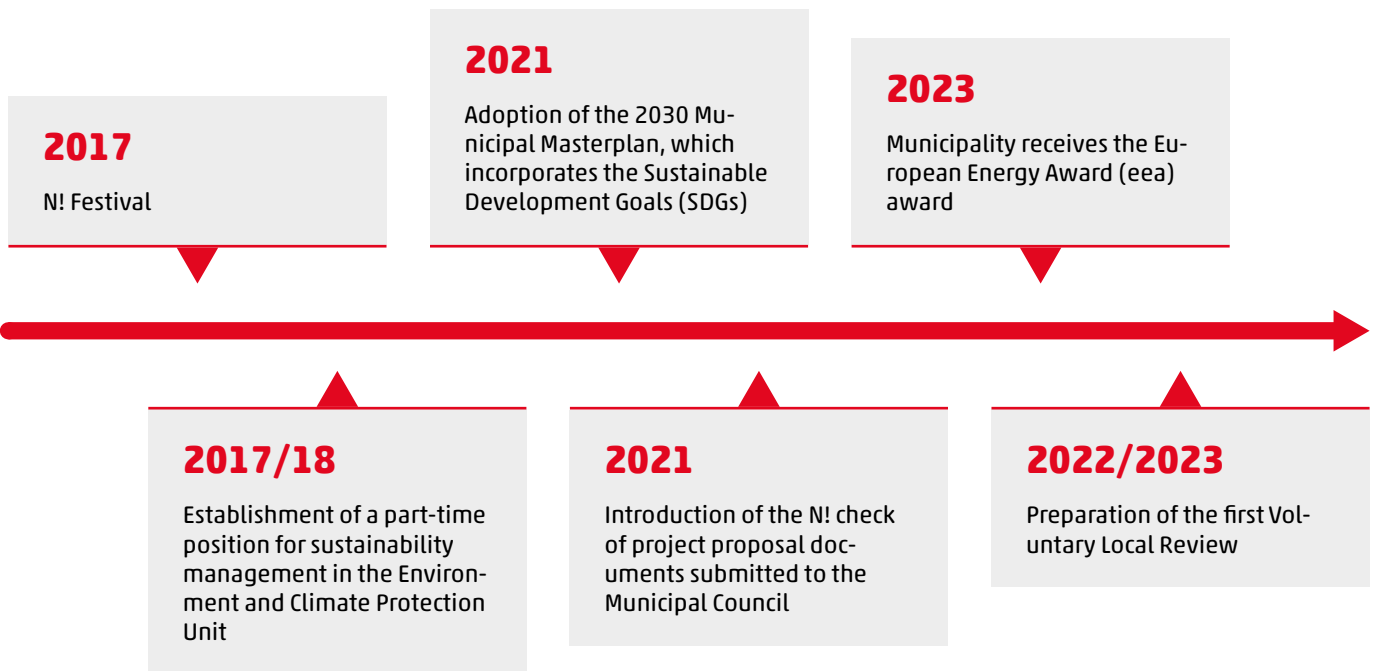 2017
N! Festival
2017/18
Establishment of a part-time
position for sustainability
management in the Environ-
ment and Climate Protection
Unit
2021
Adoption of the 2030 Mu-
nicipal Masterplan, which
incorporates the Sustainable
Development Goals (SDGs)
2021
Introduction of the N! check
of project proposal doc-
uments submitted to the
Municipal Council
2023
Municipality receives the Eu-
ropean Energy Award (eea)
award
2022/2023
Preparation of the first Vol-
untary Local Review